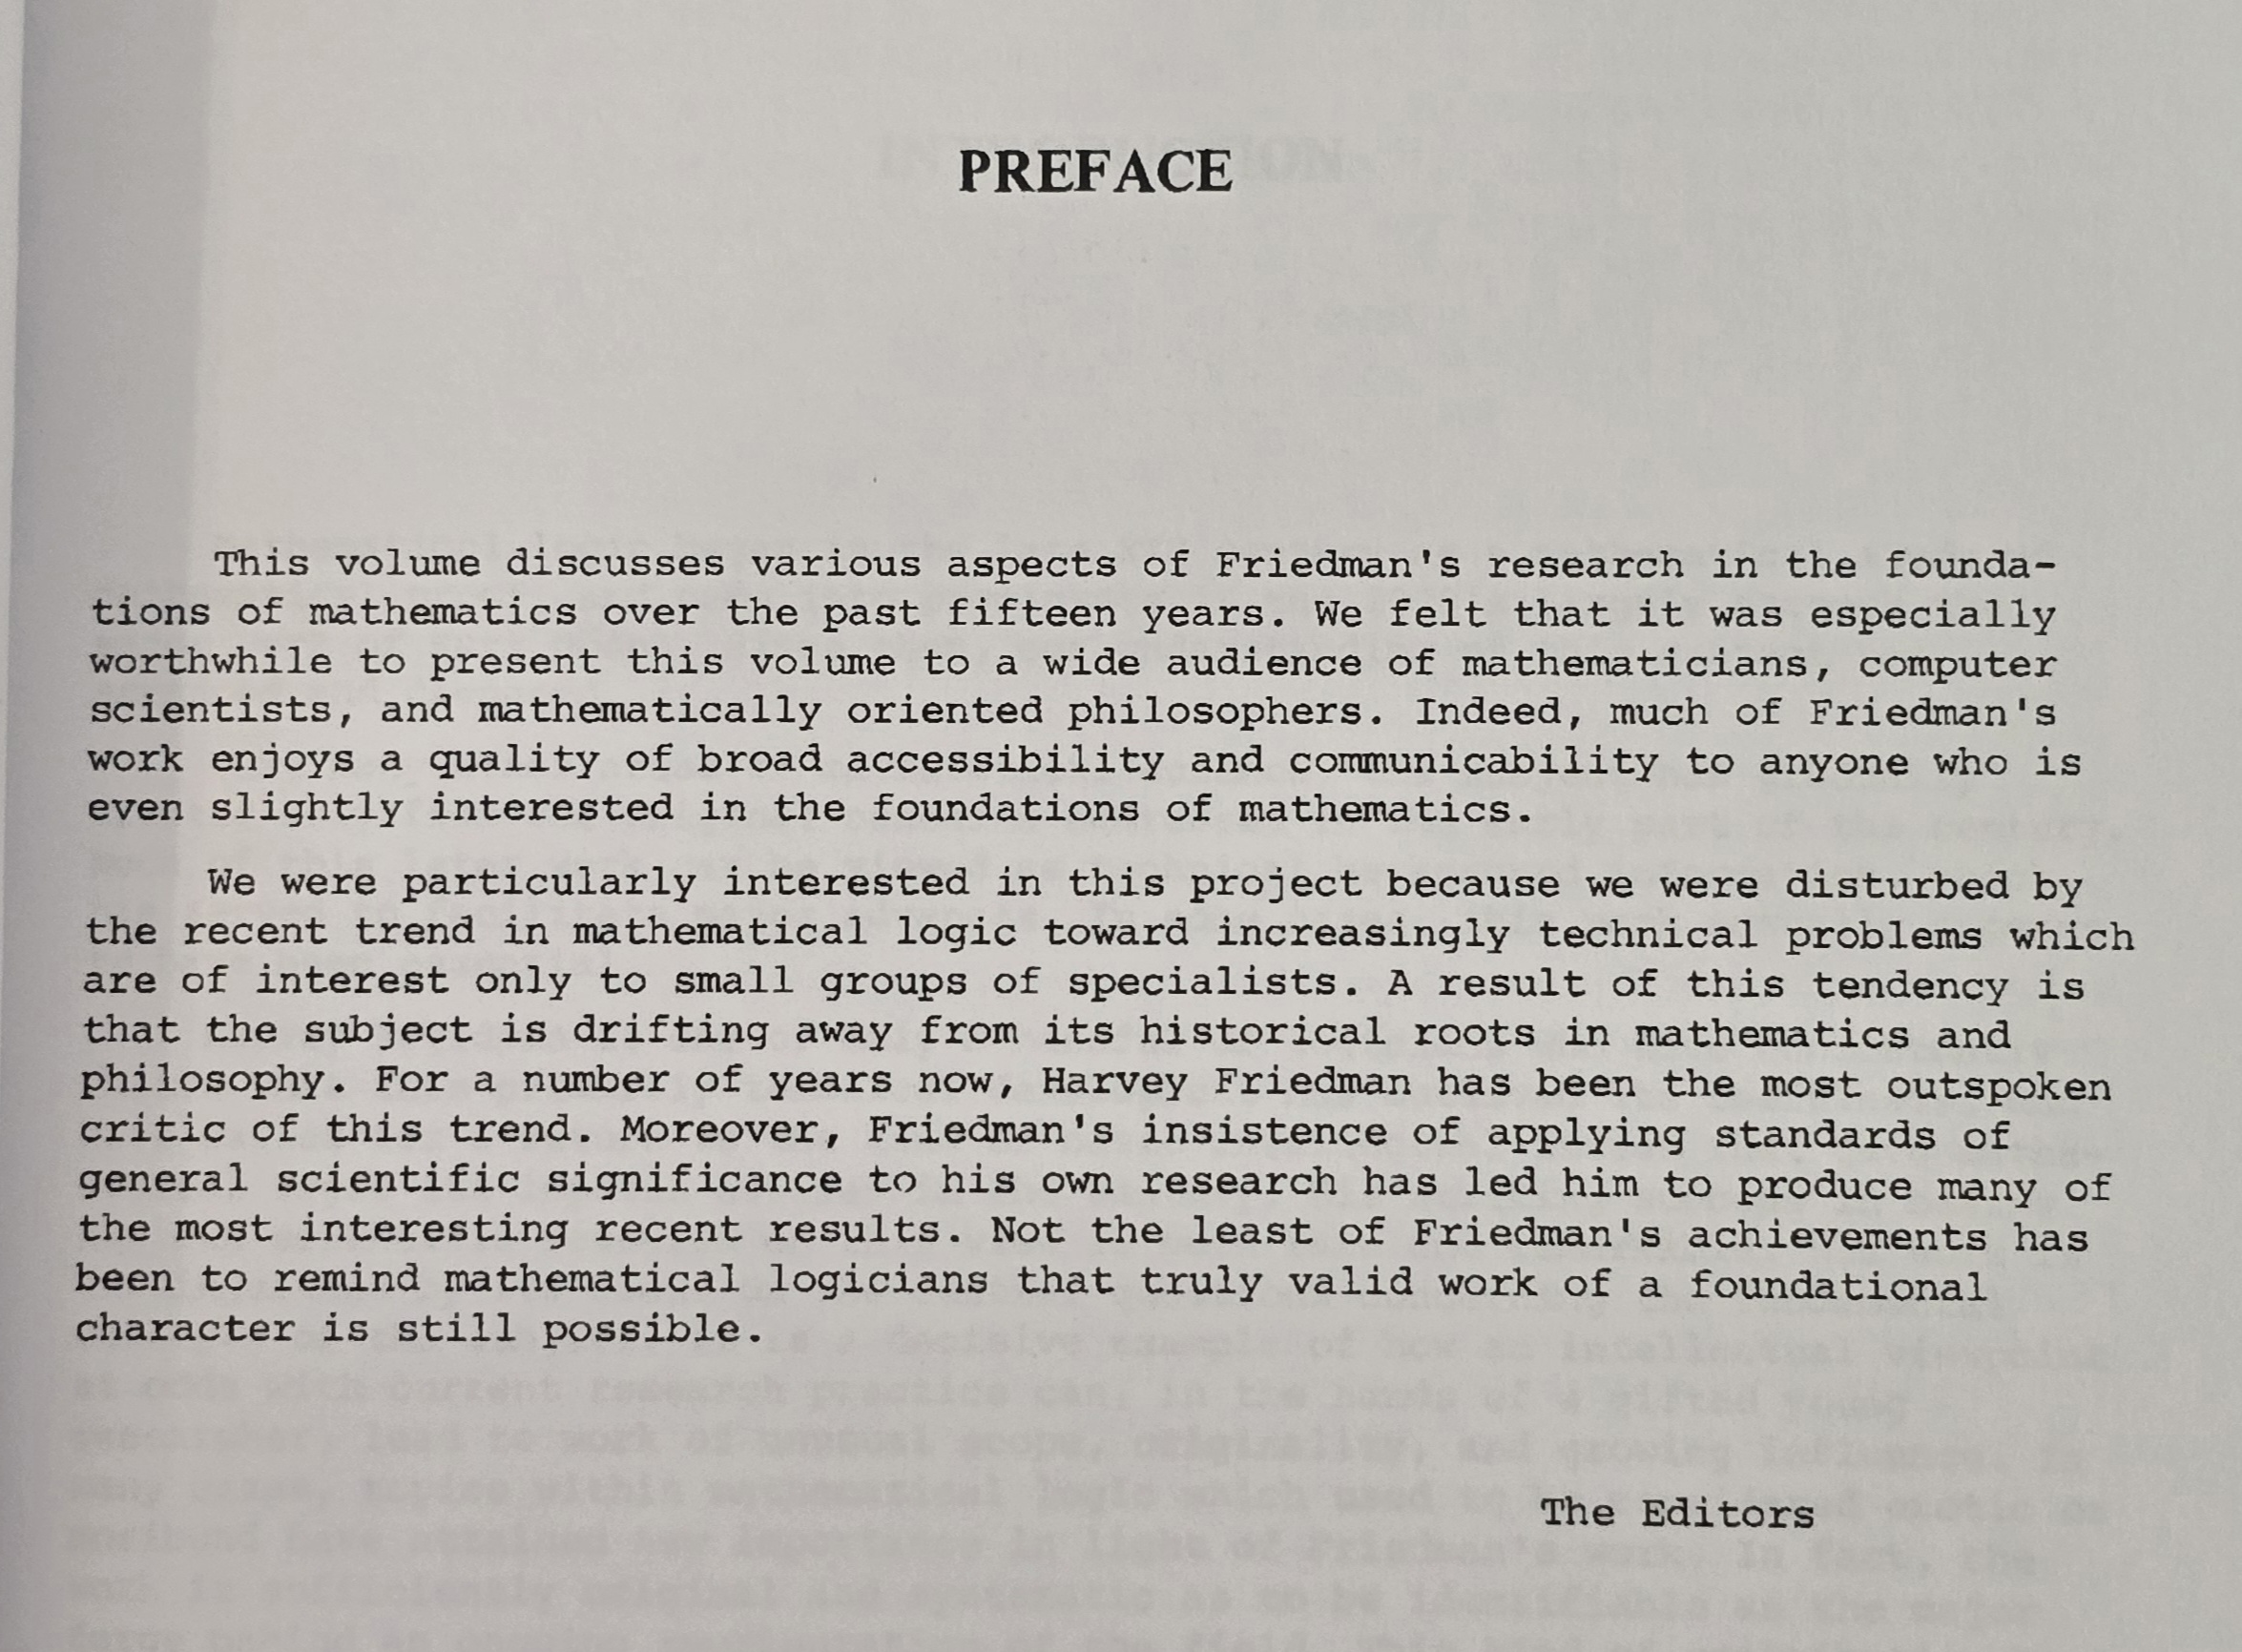 PREFACE
This volume discusses various aspects of Friedman's research in the founda-
tions of mathematics over the past fifteen years. We felt that it was especially
worthwhile to present this volume to a wide audience of mathematicians, computer
scientists, and mathematically oriented philosophers. Indeed, much of Friedman's
work enjoys a quality of broad accessibility and communicability to anyone who is
even slightly interested in the foundations of mathematics.
We were particularly interested in this project because we were disturbed by
the recent trend in mathematical logic toward increasingly technical problems which
are of interest only to small groups of specialists. A result of this tendency is
that the subject is drifting away from its historical roots in mathematics and
philosophy. For a number of years now, Harvey Friedman has been the most outspoken
critic of this trend. Moreover, Friedman's insistence of applying standards of
general scientific significance to his own research has led him to produce many of
the most interesting recent results. Not the least of Friedman's achievements has
been to remind mathematical logicians that truly valid work of a foundational
character is still possible.
The Editors